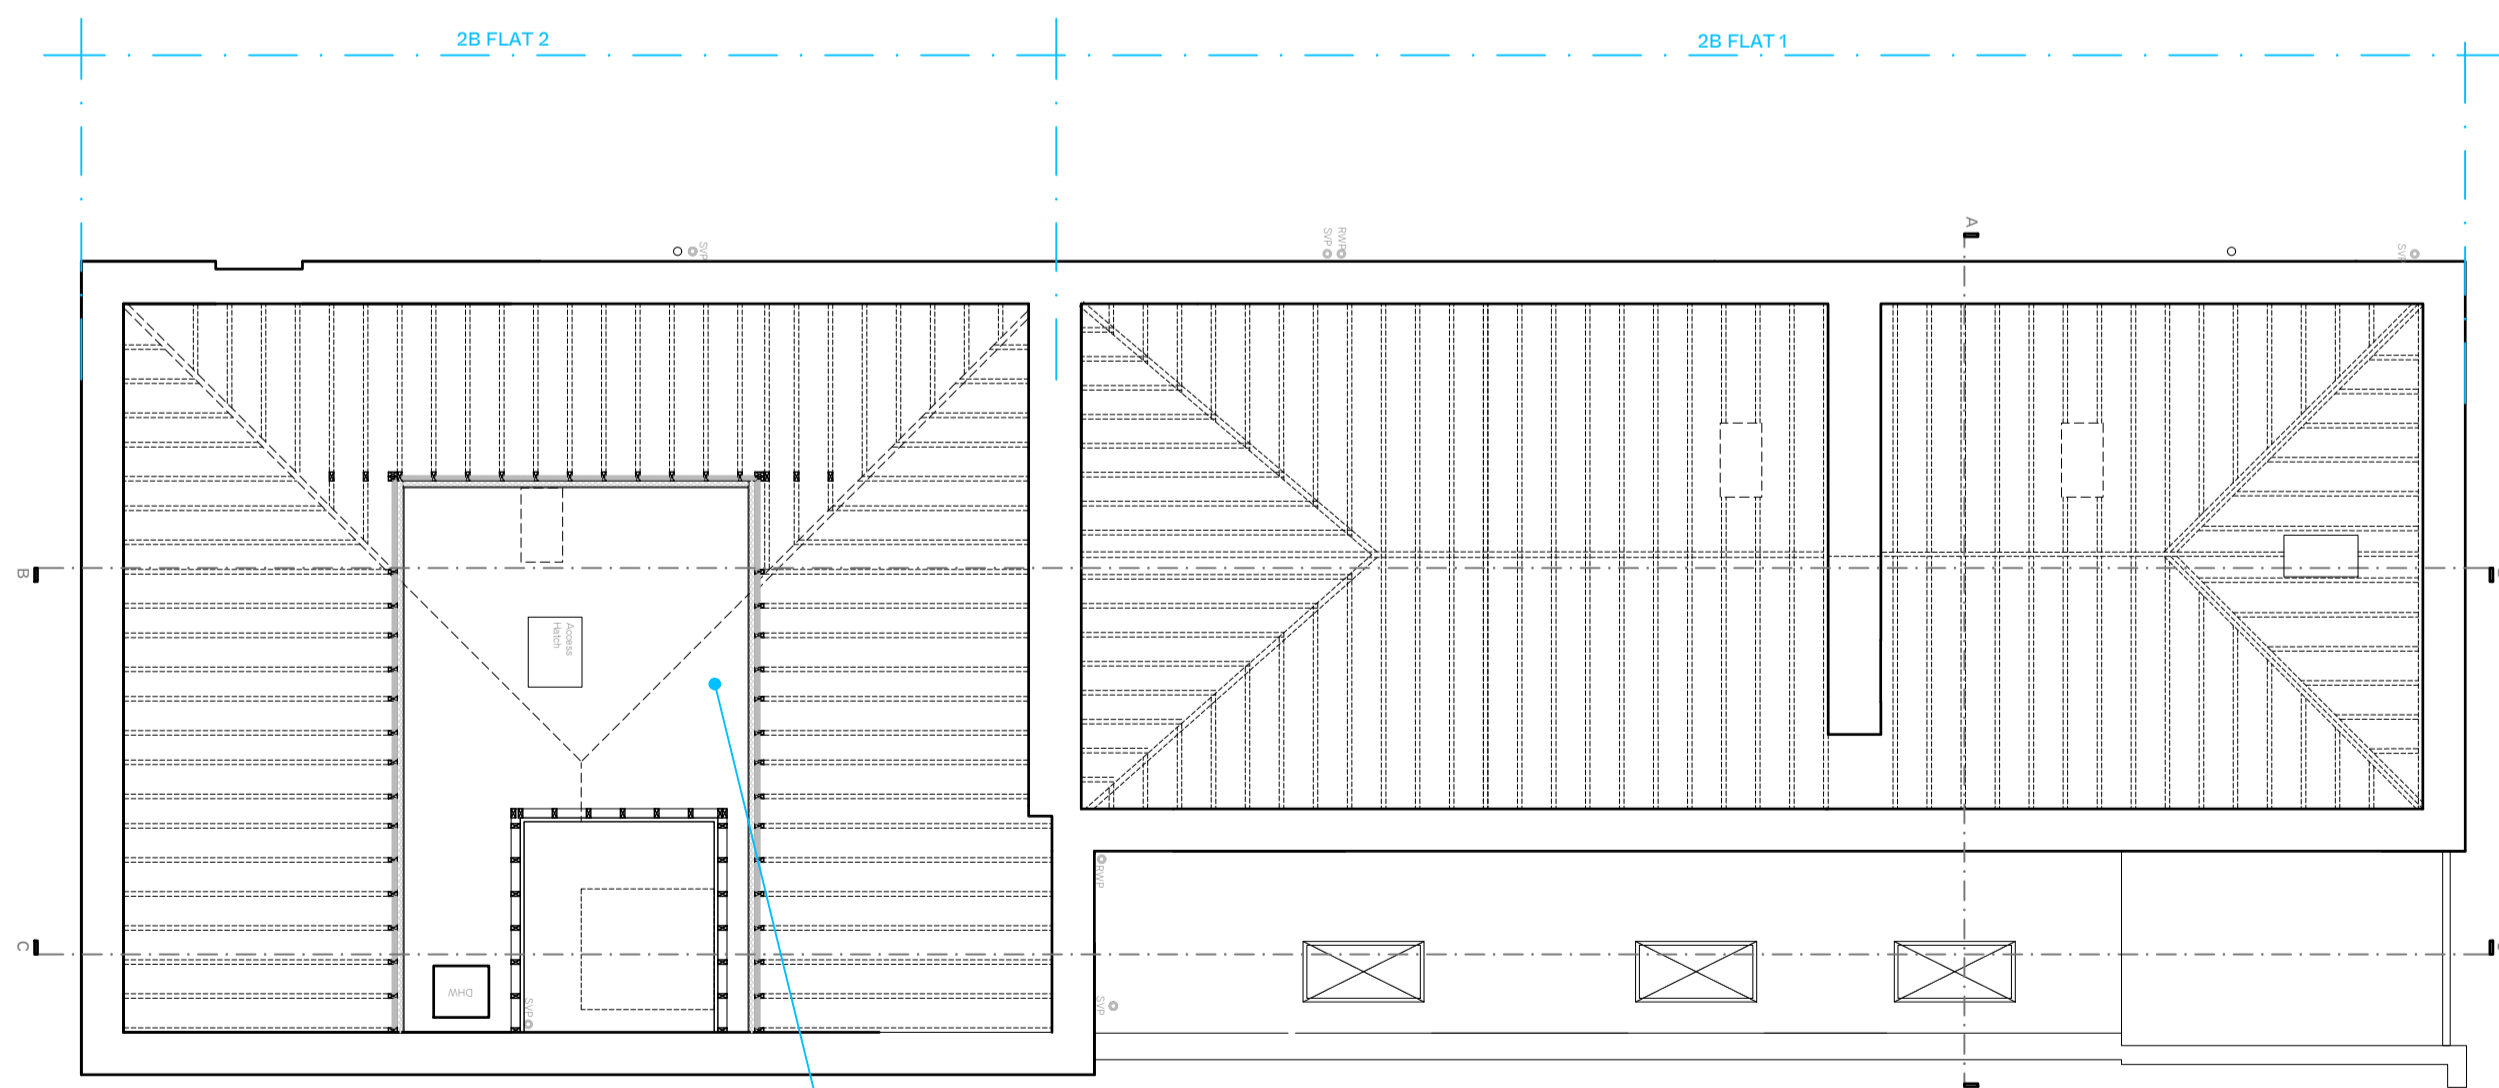 2B FLAT 2
2B FLAT 1
A
SVP
SVP
RWP
SVP
B
Access
Hatch
C
DHW
SVP
RWP
SVP